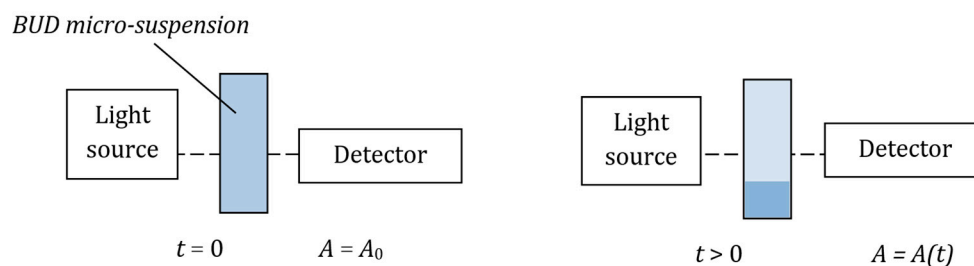 BUD micro-suspension
Light
source
Detector
t = 0
A = A₀
Light
source
Detector
t > 0
A = A(t)